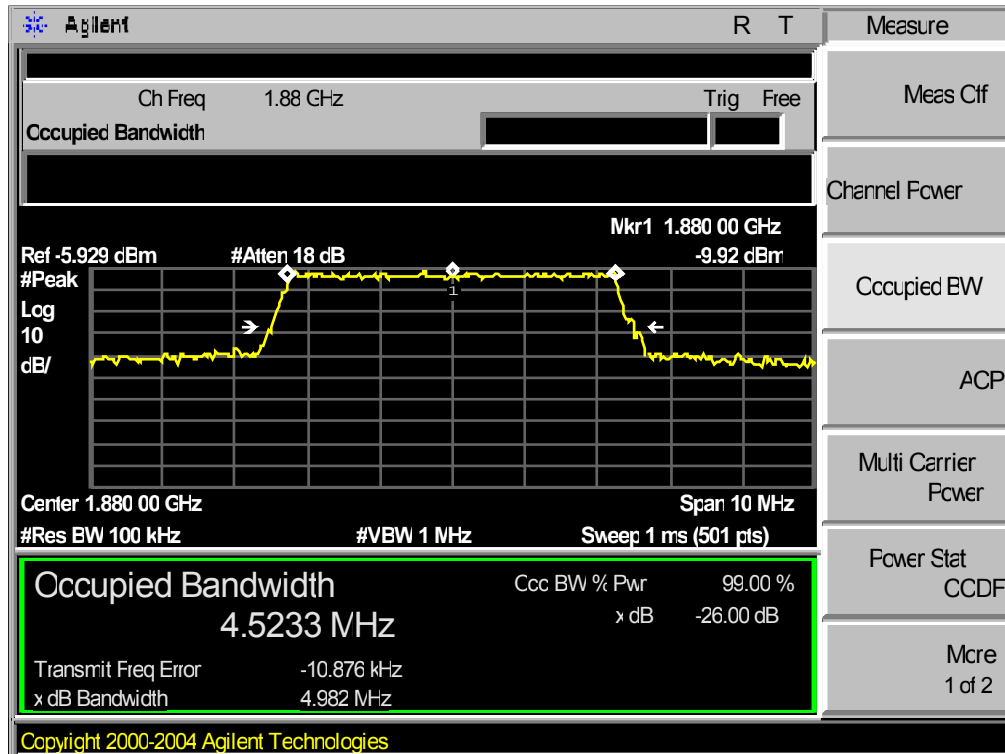 Agilent
R T
Measure
Ch Freq 1.88 GHz
Trig Free
Occupied Bandwidth
Meas Off
Channel Power
Occupied BW
ACP
Multi Carrier
Power
Power Stat
CCDF
More
1 of 2
Mkr1 1.880 00 GHz
Ref -5.929 dBm #Atten 18 dB -9.92 dBm
#Peak
Log
10
dB/
1
Center 1.880 00 GHz Span 10 MHz
#Res BW 100 kHz #VBW 1 MHz Sweep 1 ms (501 pts)
Occupied Bandwidth
4.5233 MHz
Occ BW % Pwr 99.00 %
x dB -26.00 dB
Transmit Freq Error -10.876 kHz
x dB Bandwidth 4.982 MHz
Copyright 2000-2004 Agilent Technologies